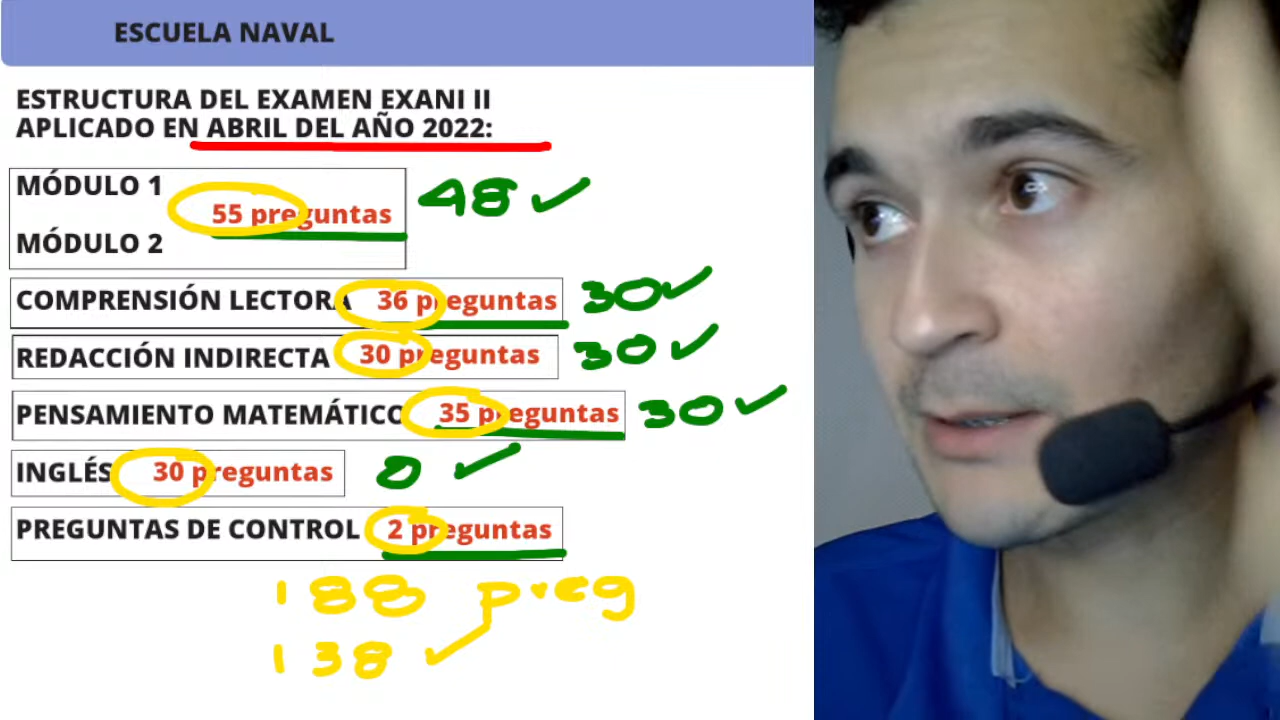 ESCUELA NAVAL
ESTRUCTURA DEL EXAMEN EXANI II
APLICADO EN ABRIL DEL AÑO 2022:
MÓDULO 1
55 preguntas 48
MÓDULO 2
COMPRENSIÓN LECTORA 36 preguntas 30
REDACCIÓN INDIRECTA 30 preguntas 30
PENSAMIENTO MATEMÁTICO 35 preguntas 30
INGLÉS 30 preguntas 0
PREGUNTAS DE CONTROL 2 preguntas
188 preg
138